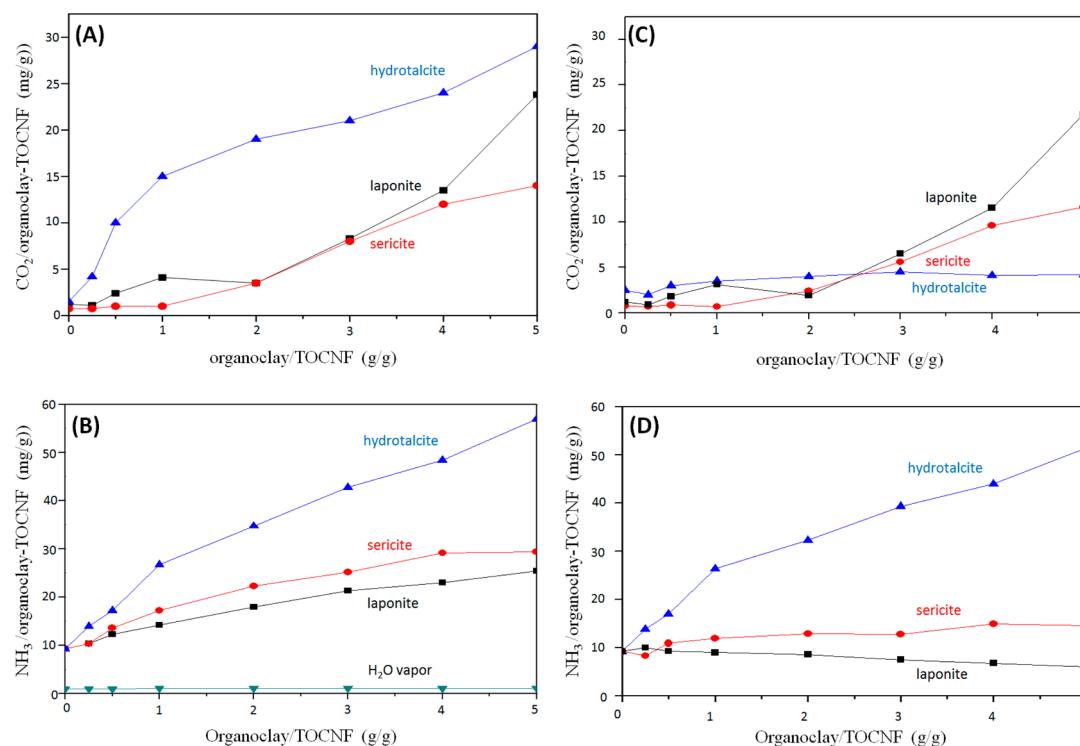 (A)
CO2/organoclay-TOCNF (mg/g))
30
25
20
15
10
5
0
hydrotalcite
laponite
sericite
0 1 2 3 4 5
organoclay/TOCNF (g/g)
(C)
CO2/organoclay-TOCNF (mg/g))
30
25
20
15
10
5
0
laponite
sericite
hydrotalcite
0 1 2 3 4
organoclay/TOCNF (g/g)
(B)
NH3/organoclay-TOCNF (mg/g))
60
50
40
30
20
10
0
hydrotalcite
sericite
laponite
H2O vapor
0 1 2 3 4 5
Organoclay/TOCNF (g/g)
(D)
NH3/organoclay-TOCNF (mg/g))
60
50
40
30
20
10
0
hydrotalcite
sericite
laponite
0 1 2 3 4
Organoclay/TOCNF (g/g)